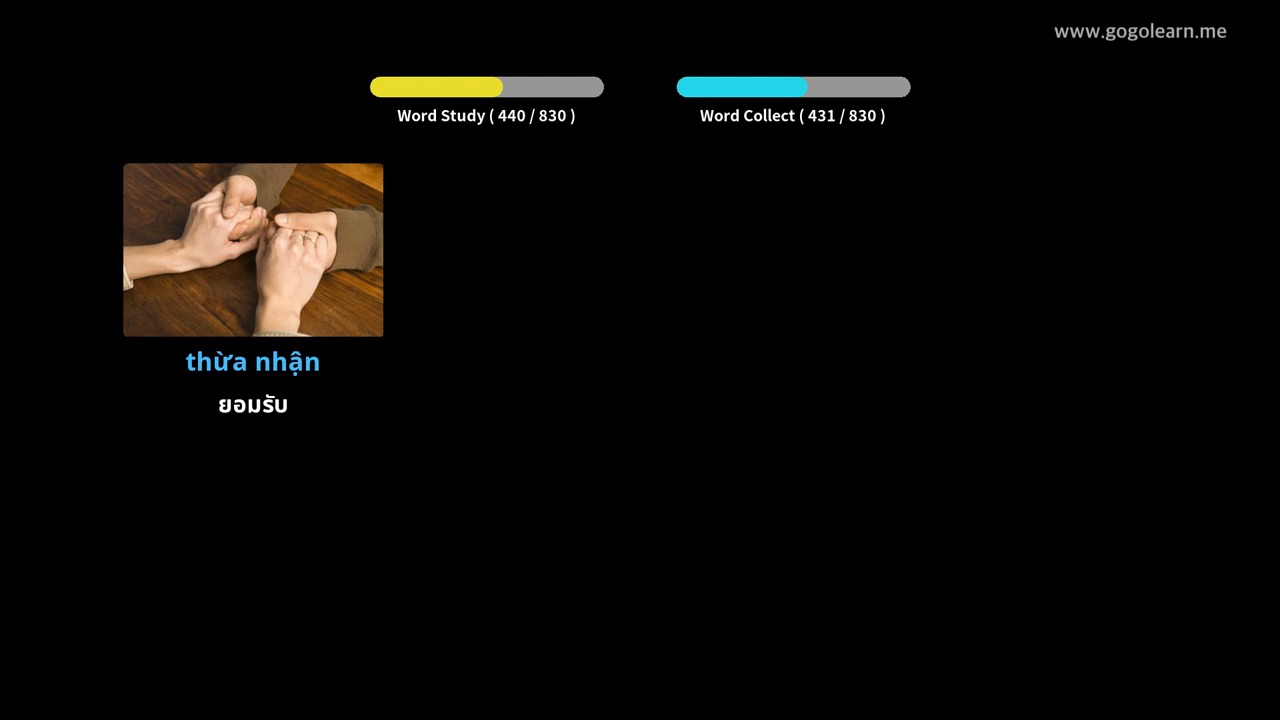 www.gogolearn.me
Word Study ( 440 / 830 )
Word Collect ( 431 / 830 )
thừa nhận
ยอมรับ